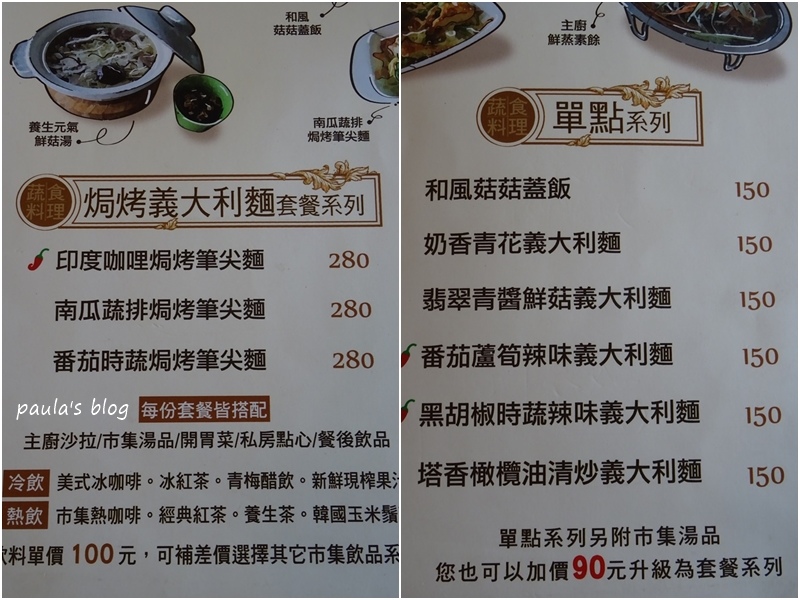 和風
菇菇蓋飯
養生元氣
鮮菇湯
南瓜蔬排
焗烤筆尖麵
蔬食料理 焗烤義大利麵套餐系列
印度咖哩焗烤筆尖麵 280
南瓜蔬排焗烤筆尖麵 280
番茄時蔬焗烤筆尖麵 280
paula's blog 每份套餐皆搭配
主廚沙拉/市集湯品/開胃菜/私房點心/餐後飲品
冷飲 美式冰咖啡。冰紅茶。青梅醋飲。新鮮現榨果汁
熱飲 市集熱咖啡。經典紅茶。養生茶。韓國玉米鬚
飲料單價 100 元，可補差價選擇其它市集飲品系
主廚
鮮蒸素餘
蔬食料理 單點系列
和風菇菇蓋飯 150
奶香青花義大利麵 150
翡翠青醬鮮菇義大利麵 150
番茄蘆筍辣味義大利麵 150
黑胡椒時蔬辣味義大利麵 150
塔香橄欖油清炒義大利麵 150
單點系列另附市集湯品
您也可以加價90元升級為套餐系列